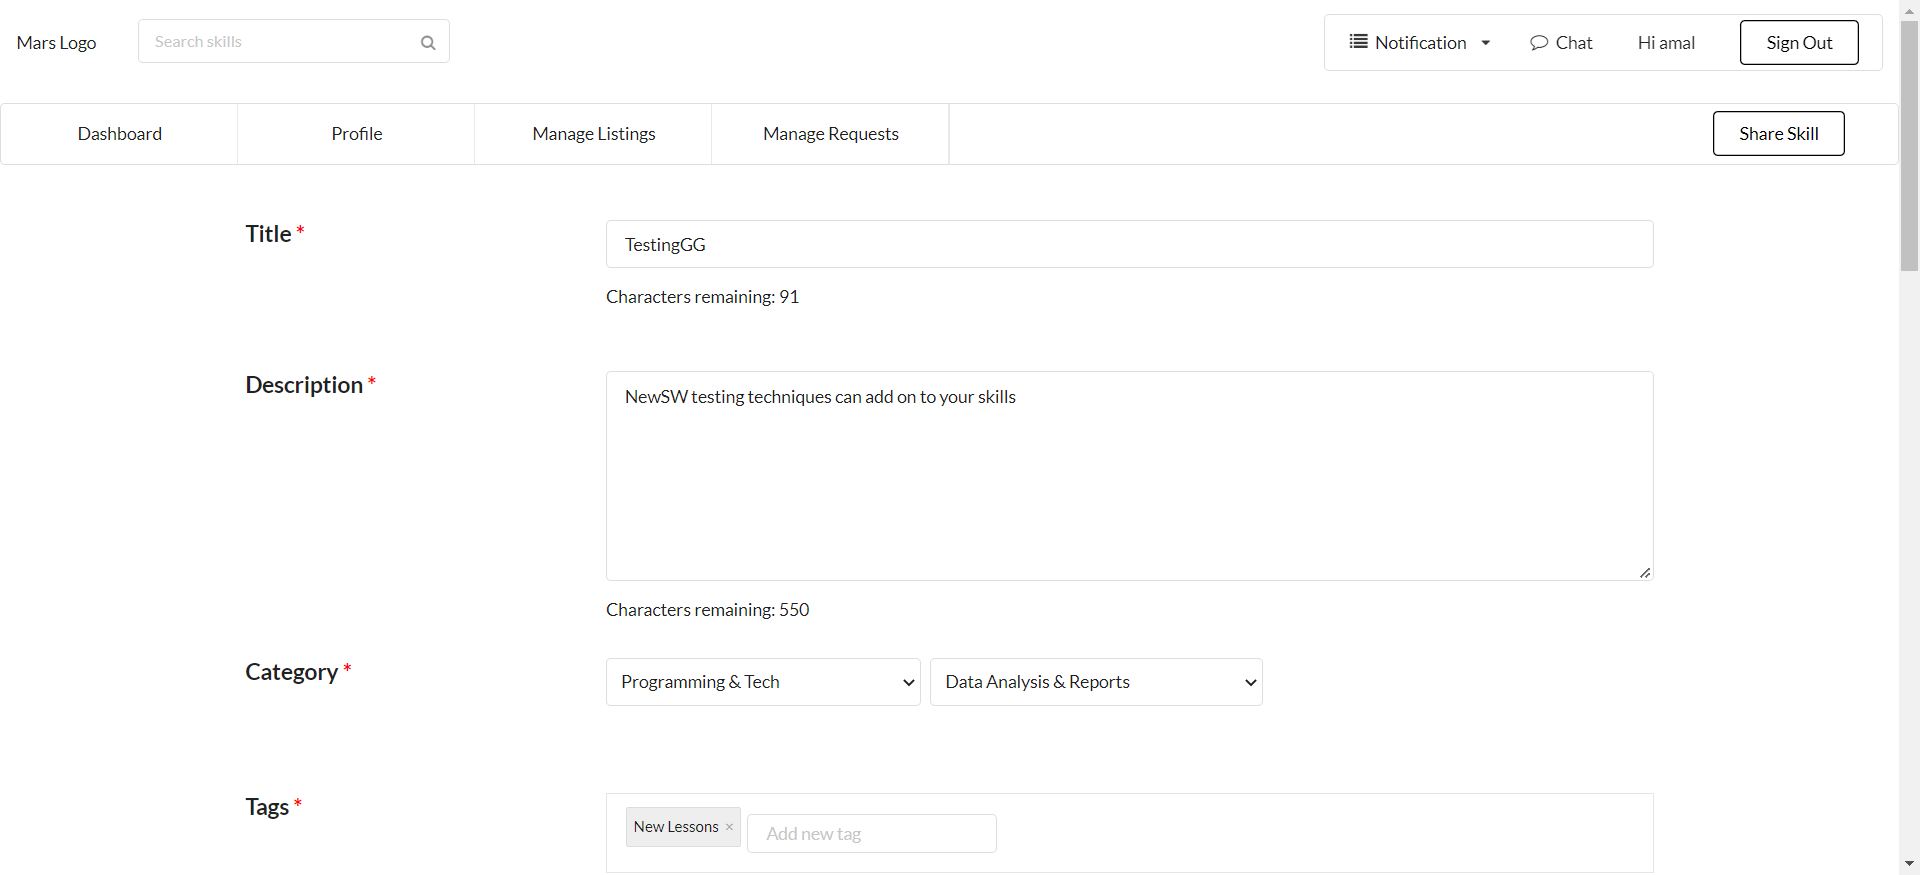 Mars Logo
Search skills
Notification
Chat
Hi amal
Sign Out
Dashboard
Profile
Manage Listings
Manage Requests
Share Skill
Title *
TestingGG
Characters remaining: 91
Description *
NewSW testing techniques can add on to your skills
Characters remaining: 550
Category *
Programming & Tech
Data Analysis & Reports
Tags *
New Lessons ×
Add new tag